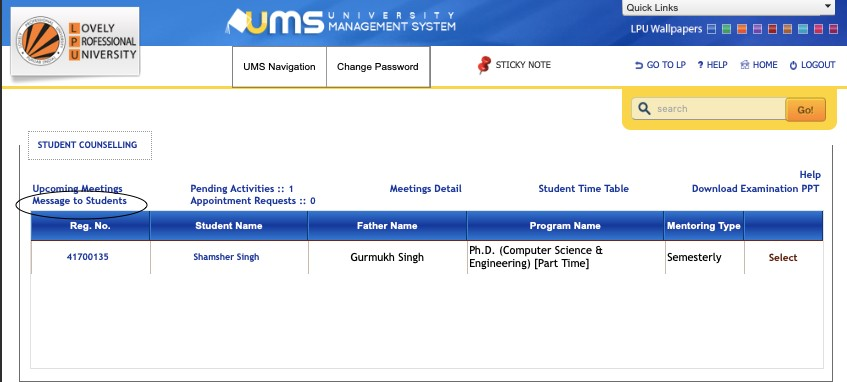 Quick Links
LOVELY
PROFESSIONAL
UNIVERSITY
UMS UNIVERSITY
MANAGEMENT SYSTEM
LPU Wallpapers
UMS Navigation Change Password
STICKY NOTE
GO TO LP ? HELP HOME LOGOUT
search Go!
STUDENT COUNSELLING
Help
Upcoming Meetings Pending Activities :: 1 Meetings Detail Student Time Table Download Examination PPT
Message to Students Appointment Requests :: 0
Reg. No. Student Name Father Name Program Name Mentoring Type
41700135 Shamsher Singh Gurmukh Singh Ph.D. (Computer Science &
Engineering) [Part Time] Semesterly Select